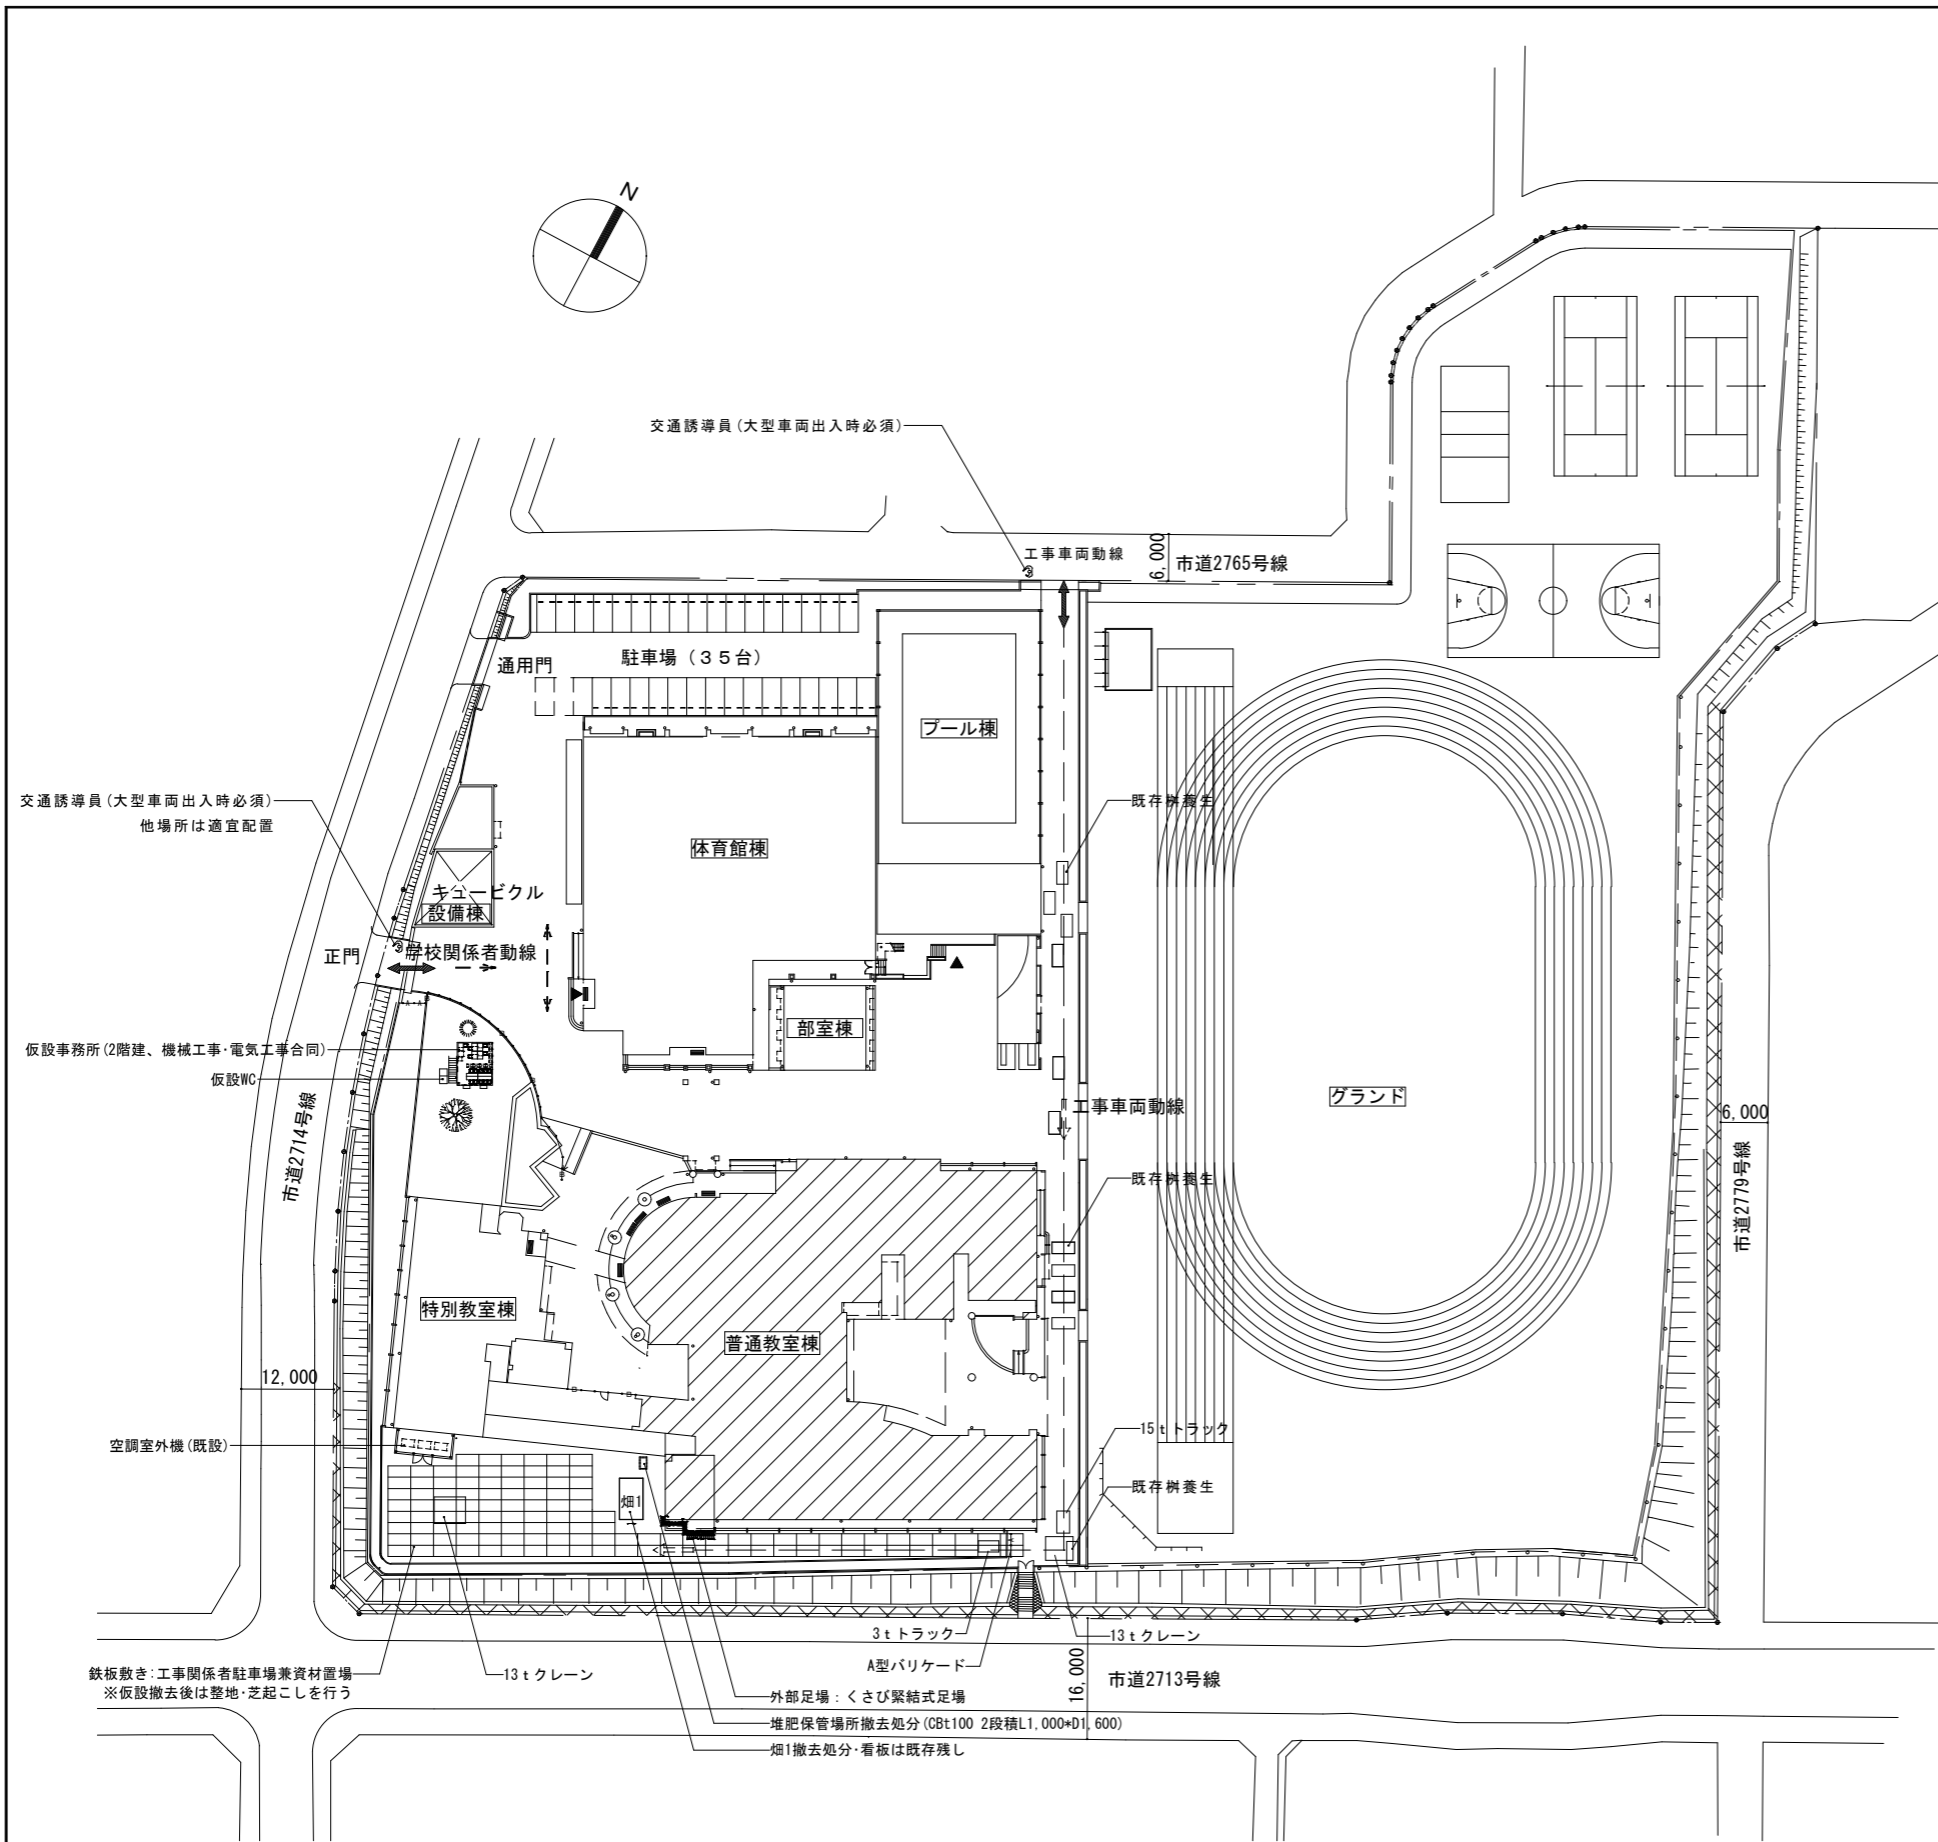 N
交通誘導員(大型車両出入時必須)
工事車両動線
6,000
市道2765号線
通用門
駐車場（３５台）
プール棟
交通誘導員(大型車両出入時必須)
他場所は適宜配置
既存桝養生
体育館棟
キュービクル
設備棟
正門
学校関係者動線
部室棟
仮設事務所(2階建、機械工事・電気工事合同)
仮設WC
工事車両動線
グランド
6,000
市道2714号線
市道2779号線
既存桝養生
特別教室棟
普通教室棟
12,000
空調室外機(既設)
15ｔトラック
既存桝養生
畑1
3ｔトラック
13ｔクレーン
A型バリケード
鉄板敷き:工事関係者駐車場兼資材置場
※仮設撤去後は整地・芝起こしを行う
13ｔクレーン
16,000
市道2713号線
外部足場：くさび緊結式足場
堆肥保管場所撤去処分(CBt100 2段積L1,000*D1,600)
畑1撤去処分・看板は既存残し